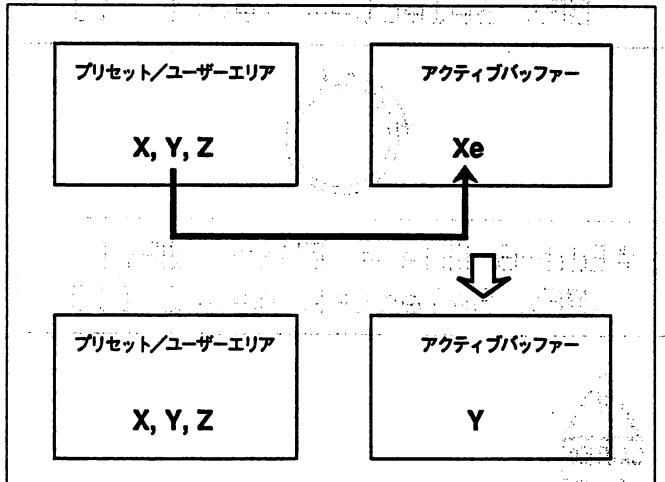 プリセット/ユーザーエリア
アクティブバッファー
X, Y, Z
Xe
プリセット/ユーザーエリア
アクティブバッファー
X, Y, Z
Y